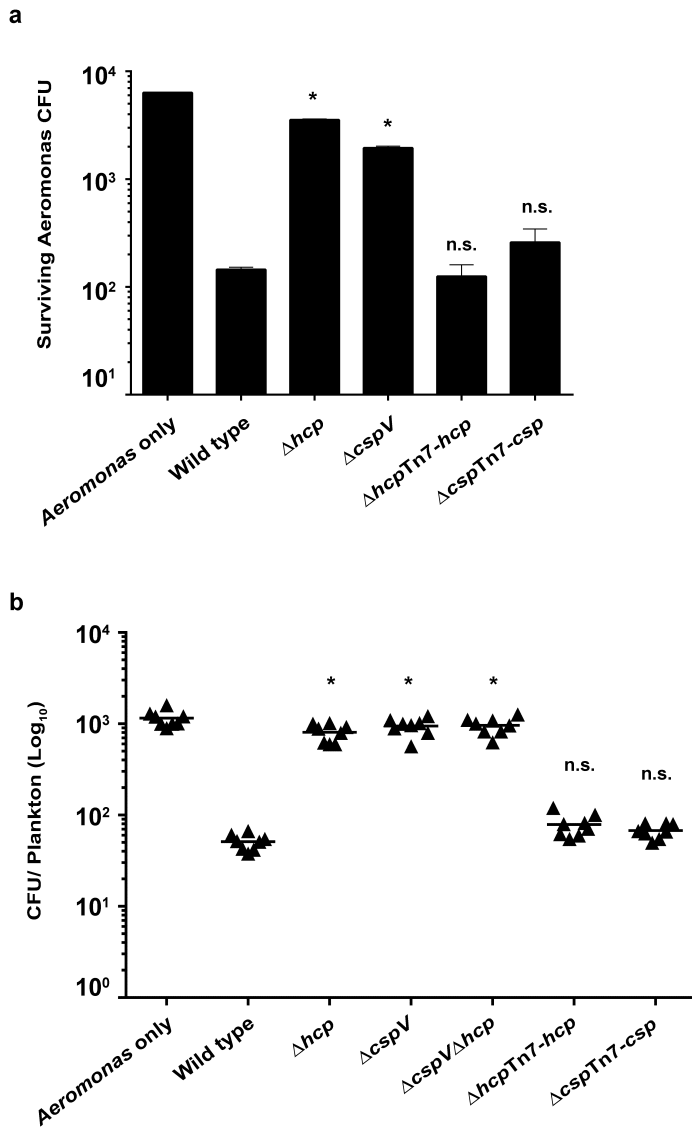 a
Surviving Aeromonas CFU
10⁴
10³
10²
10¹
*
*
n.s.
n.s.
Aeromonas only
Wild type
Δhcp
ΔcspV
ΔhcpTn7-hcp
ΔcspTn7-csp
b
CFU/ Plankton (Log₁₀)
10⁴
10³
10²
10¹
10⁰
*
*
*
n.s.
n.s.
Aeromonas only
Wild type
Δhcp
ΔcspV
ΔcspVΔhcp
ΔhcpTn7-hcp
ΔcspTn7-csp